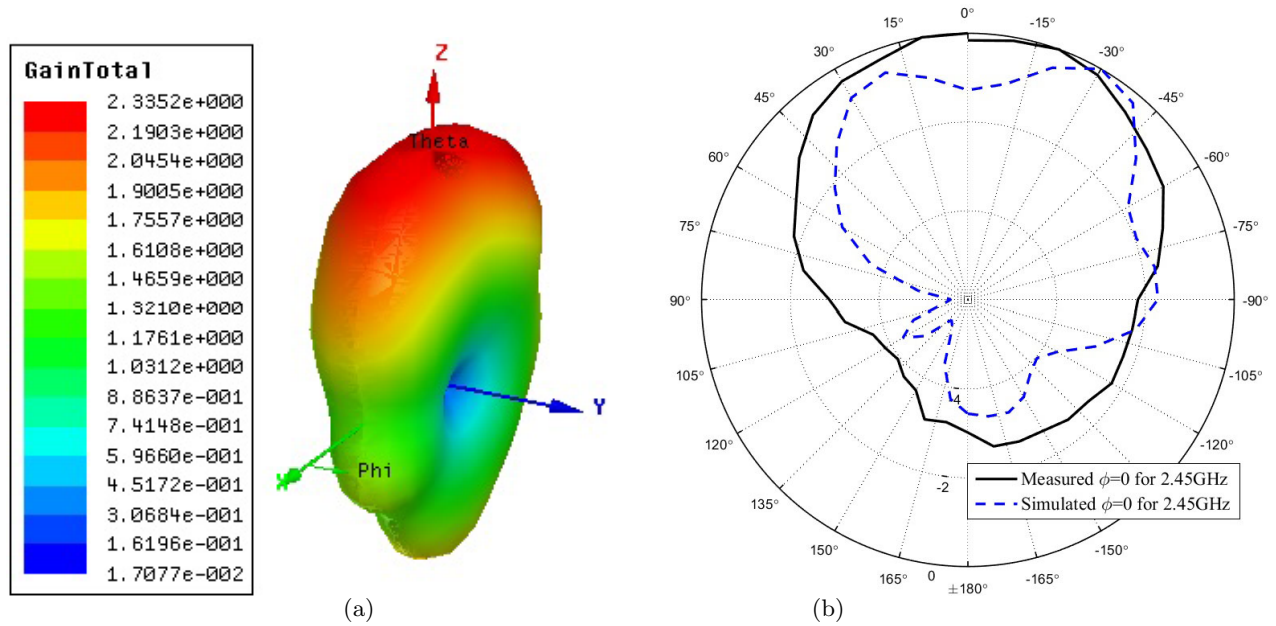 GainTotal
2.3352e+000
2.1903e+000
2.0454e+000
1.9005e+000
1.7557e+000
1.6108e+000
1.4659e+000
1.3210e+000
1.1761e+000
1.0312e+000
8.8637e-001
7.4148e-001
5.9660e-001
4.5172e-001
3.0684e-001
1.6196e-001
1.7077e-002
Z
Theta
Y
Phi
X
(a)
0°
15°
-15°
30°
-30°
45°
-45°
60°
-60°
75°
-75°
90°
-90°
105°
-105°
120°
-120°
135°
150°
-150°
165°
-165°
±180°
-4
-2
0
Measured ϕ=0 for 2.45GHz
Simulated ϕ=0 for 2.45GHz
(b)